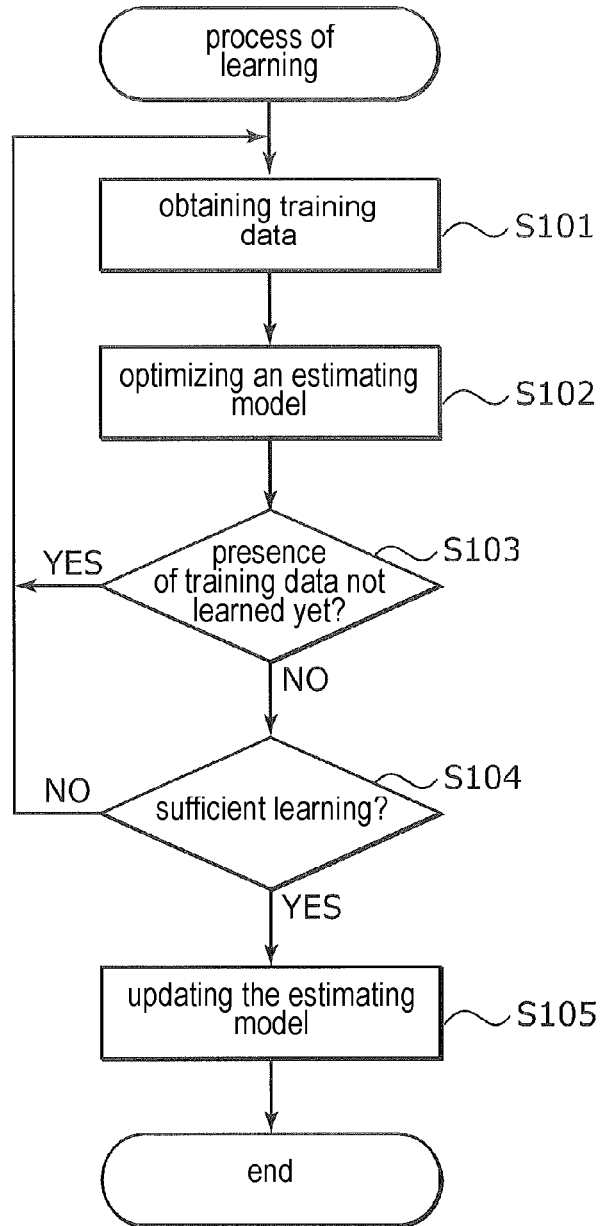 process of
learning
obtaining training
data
S101
optimizing an estimating
model
S102
presence
of training data not
learned yet?
S103
YES
NO
sufficient learning?
S104
NO
YES
updating the estimating
model
S105
end